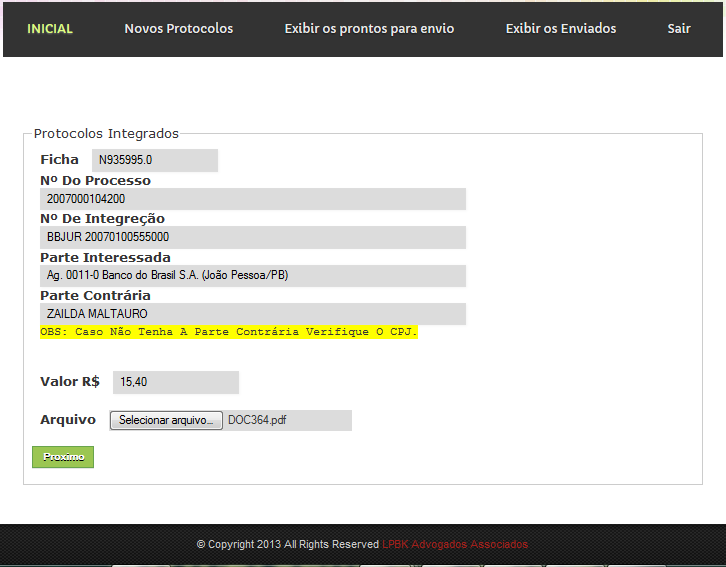 INICIAL Novos Protocolos Exibir os prontos para envio Exibir os Enviados Sair
Protocolos Integrados
Ficha N935995.0
Nº Do Processo
2007000104200
Nº De Integreção
BBJUR 20070100555000
Parte Interessada
Ag. 0011-0 Banco do Brasil S.A. (João Pessoa/PB)
Parte Contrária
ZAILDA MALTAURO
OBS: Caso Não Tenha A Parte Contrária Verifique O CPJ.
Valor R$ 15,40
Arquivo Selecionar arquivo... DOC364.pdf
Proximo
© Copyright 2013 All Rights Reserved LPBK Advogados Associados